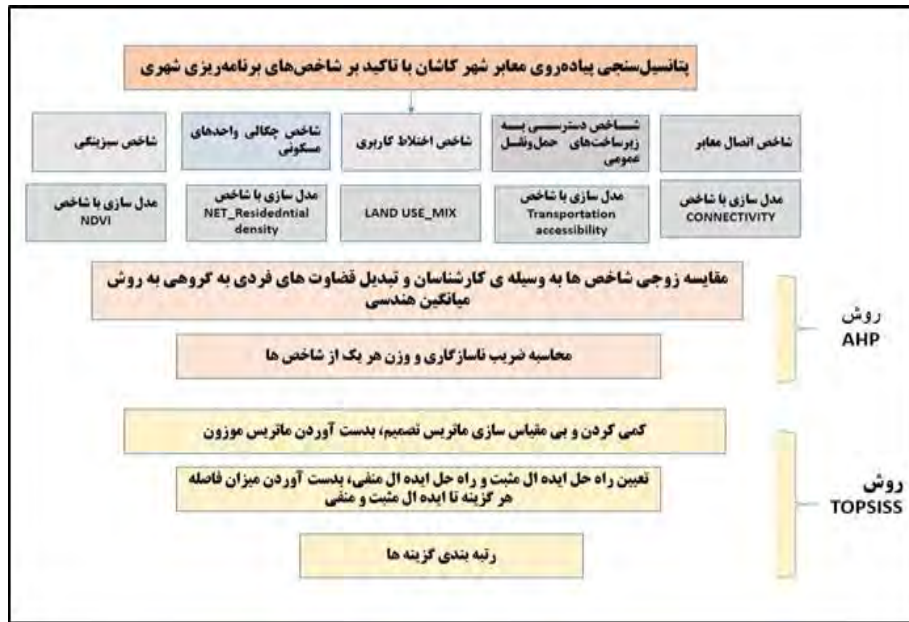 پتانسیل‌سنجی پیاده‌روی معابر شهر کاشان با تاکید بر شاخص‌های برنامه‌ریزی شهری
شاخص اتصال معابر
شاخص دسترسی به
زیرساخت‌های حمل‌ونقل
عمومی
شاخص اختلاط کاربری
شاخص چگالی واحدهای
مسکونی
شاخص سبزینگی
مدل سازی با شاخص
CONNECTIVITY
مدل سازی با شاخص
Transportation
accessibility
LAND USE_MIX
مدل سازی با شاخص
NET_Residedntial
density
مدل سازی با شاخص
NDVI
مقایسه زوجی شاخص ها به وسیله ی کارشناسان و تبدیل قضاوت های فردی به گروهی به روش
میانگین هندسی
محاسبه ضریب ناسازگاری و وزن هر یک از شاخص ها
روش
AHP
کمی کردن و بی مقیاس سازی ماتریس تصمیم، بدست آوردن ماتریس موزون
تعیین راه حل ایده ال مثبت و راه حل ایده ال منفی، بدست آوردن میزان فاصله
هر گزینه تا ایده ال مثبت و منفی
رتبه بندی گزینه ها
روش
TOPSISS